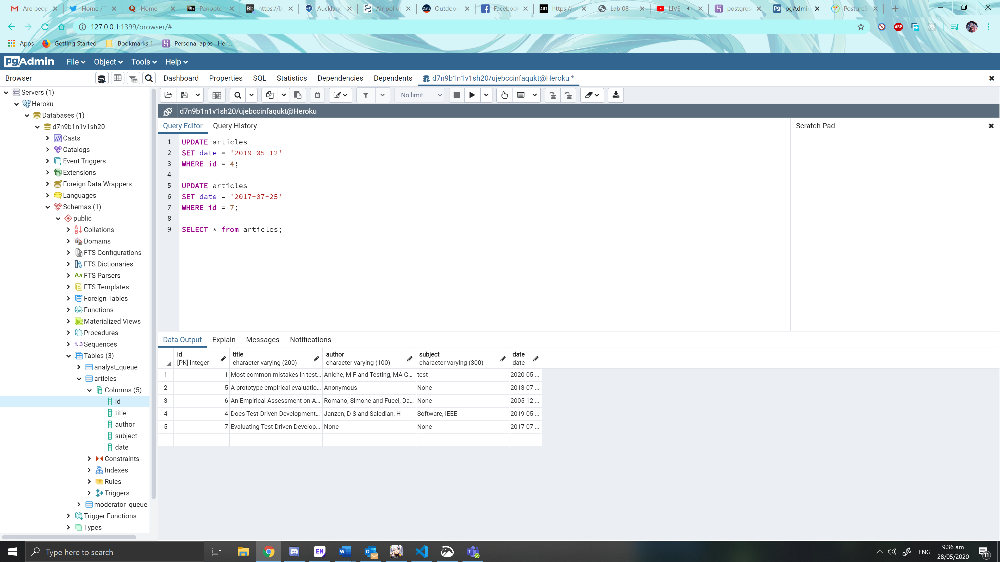 Are peop
Home / T
Home - 
Panopto
https://bl
Auckland
Air pollut
Outdoor
Facebook
https://
Lab 08
LIVE:
postgres
pgAdmin
PostgreS
127.0.0.1:1399/browser/#
ABP
Apps
Getting Started
Bookmarks 1
Personal apps | Her...
pgAdmin
File
Object
Tools
Help
Browser
Dashboard
Properties
SQL
Statistics
Dependencies
Dependents
d7n9b1n1v1sh20/ujebccinfaqukt@Heroku *
No limit
d7n9b1n1v1sh20/ujebccinfaqukt@Heroku
Query Editor
Query History
Scratch Pad
1 UPDATE articles
2 SET date = '2019-05-12'
3 WHERE id = 4;
4
5 UPDATE articles
6 SET date = '2017-07-25'
7 WHERE id = 7;
8
9 SELECT * from articles;
Servers (1)
Heroku
Databases (1)
d7n9b1n1v1sh20
Casts
Catalogs
Event Triggers
Extensions
Foreign Data Wrappers
Languages
Schemas (1)
public
Collations
Domains
FTS Configurations
FTS Dictionaries
Aa FTS Parsers
FTS Templates
Foreign Tables
Functions
Materialized Views
Procedures
1..3 Sequences
Tables (3)
analyst_queue
articles
Columns (5)
id
title
author
subject
date
Constraints
Indexes
Rules
Triggers
moderator_queue
Trigger Functions
Types
Data Output
Explain
Messages
Notifications
id [PK] integer
title character varying (200)
author character varying (100)
subject character varying (300)
date date
1 1 Most common mistakes in test... Aniche, M F and Testing, MA G... test 2020-05-...
2 5 A prototype empirical evaluatio... Anonymous None 2013-07-...
3 6 An Empirical Assessment on A... Romano, Simone and Fucci, Da... None 2005-12-...
4 4 Does Test-Driven Development... Janzen, D S and Saiedian, H Software, IEEE 2019-05-...
5 7 Evaluating Test-Driven Develop... None None 2017-07-...
Type here to search
EN
ENG
9:36 am
28/05/2020
11